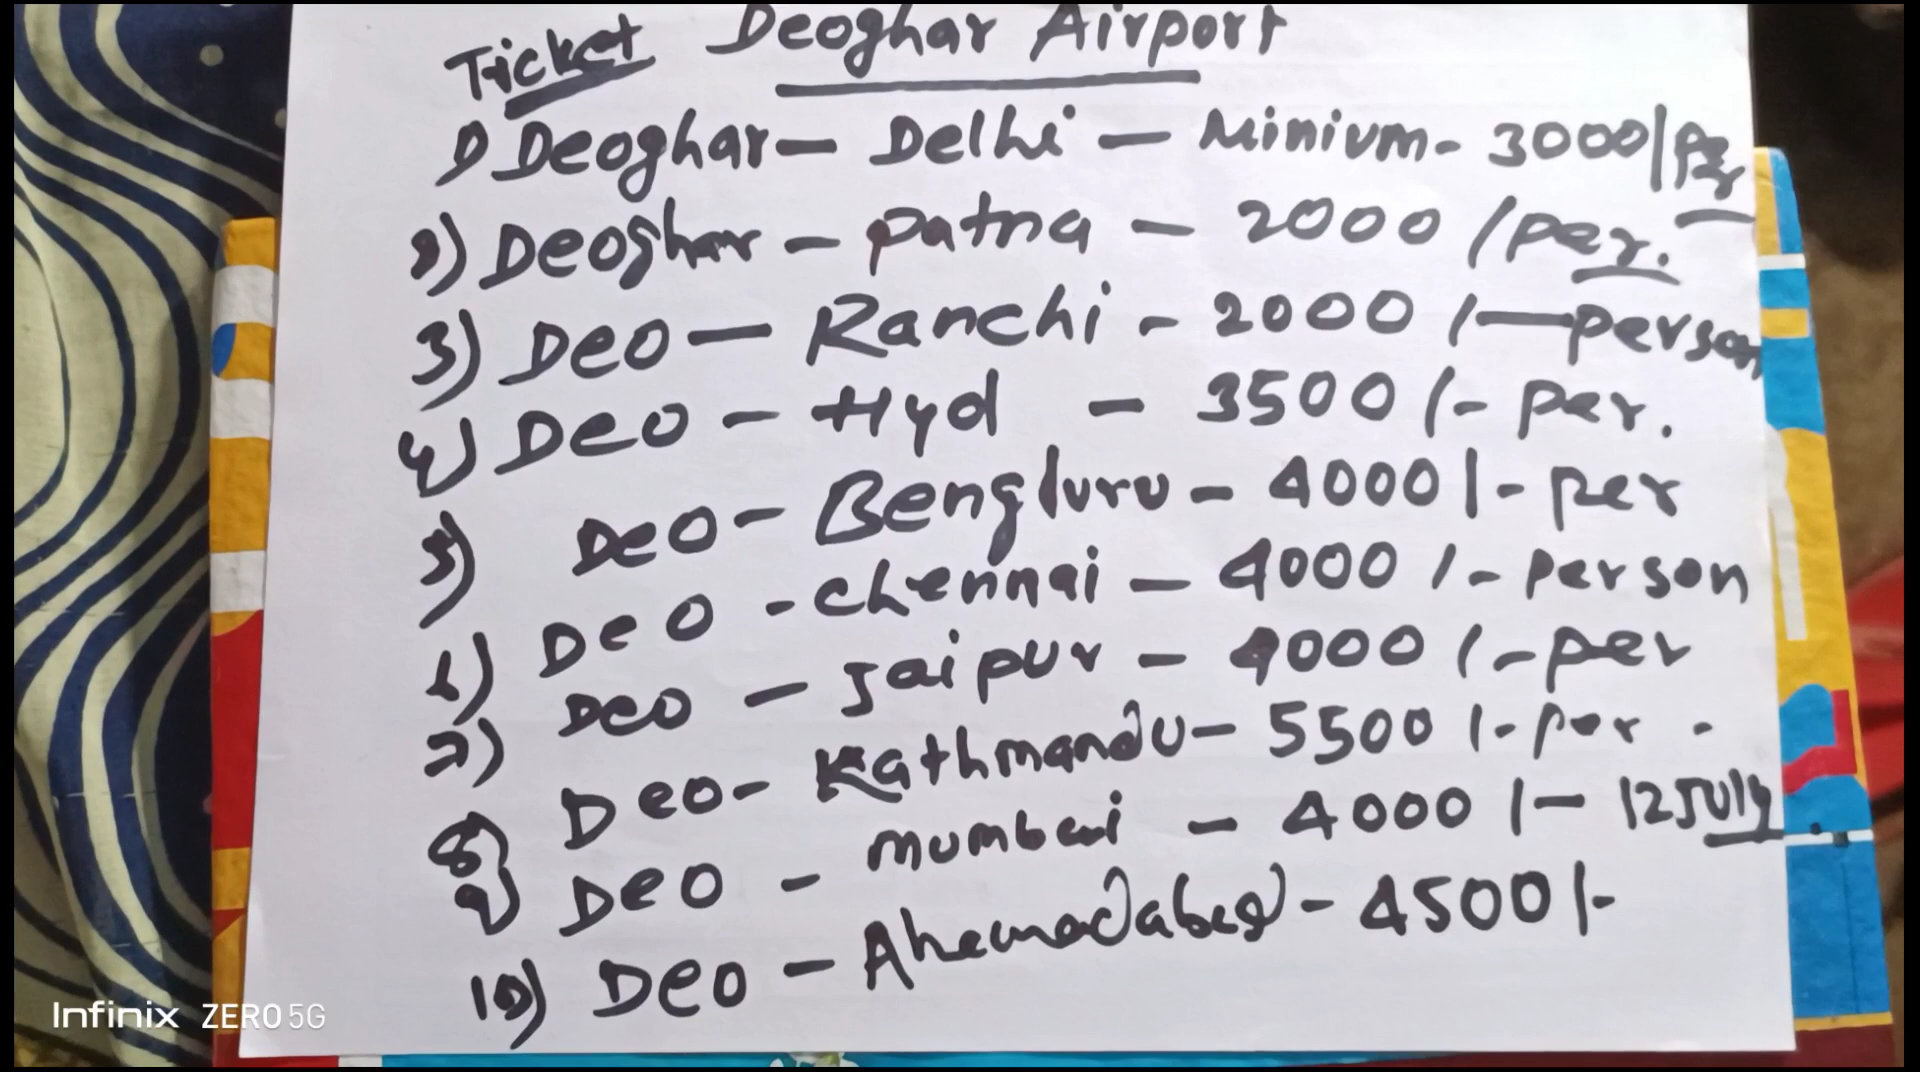 Ticket Deoghar Airport
1) Deoghar - Delhi - Minium - 3000/per
2) Deoghar - patna - 2000 /per.
3) Deo - Ranchi - 2000 /- person
4) Deo - Hyd - 3500 /- per.
5) Deo - Bengluru - 4000 /- per
6) Deo - chennai - 4000 /- person
7) Deo - Jaipur - 4000 /- per
8) Deo - Kathmandu - 5500 /- per.
9) Deo - mumbai - 4000 /- 12 July
10) Deo - Ahemadabad - 4500 /-
Infinix ZERO 5G